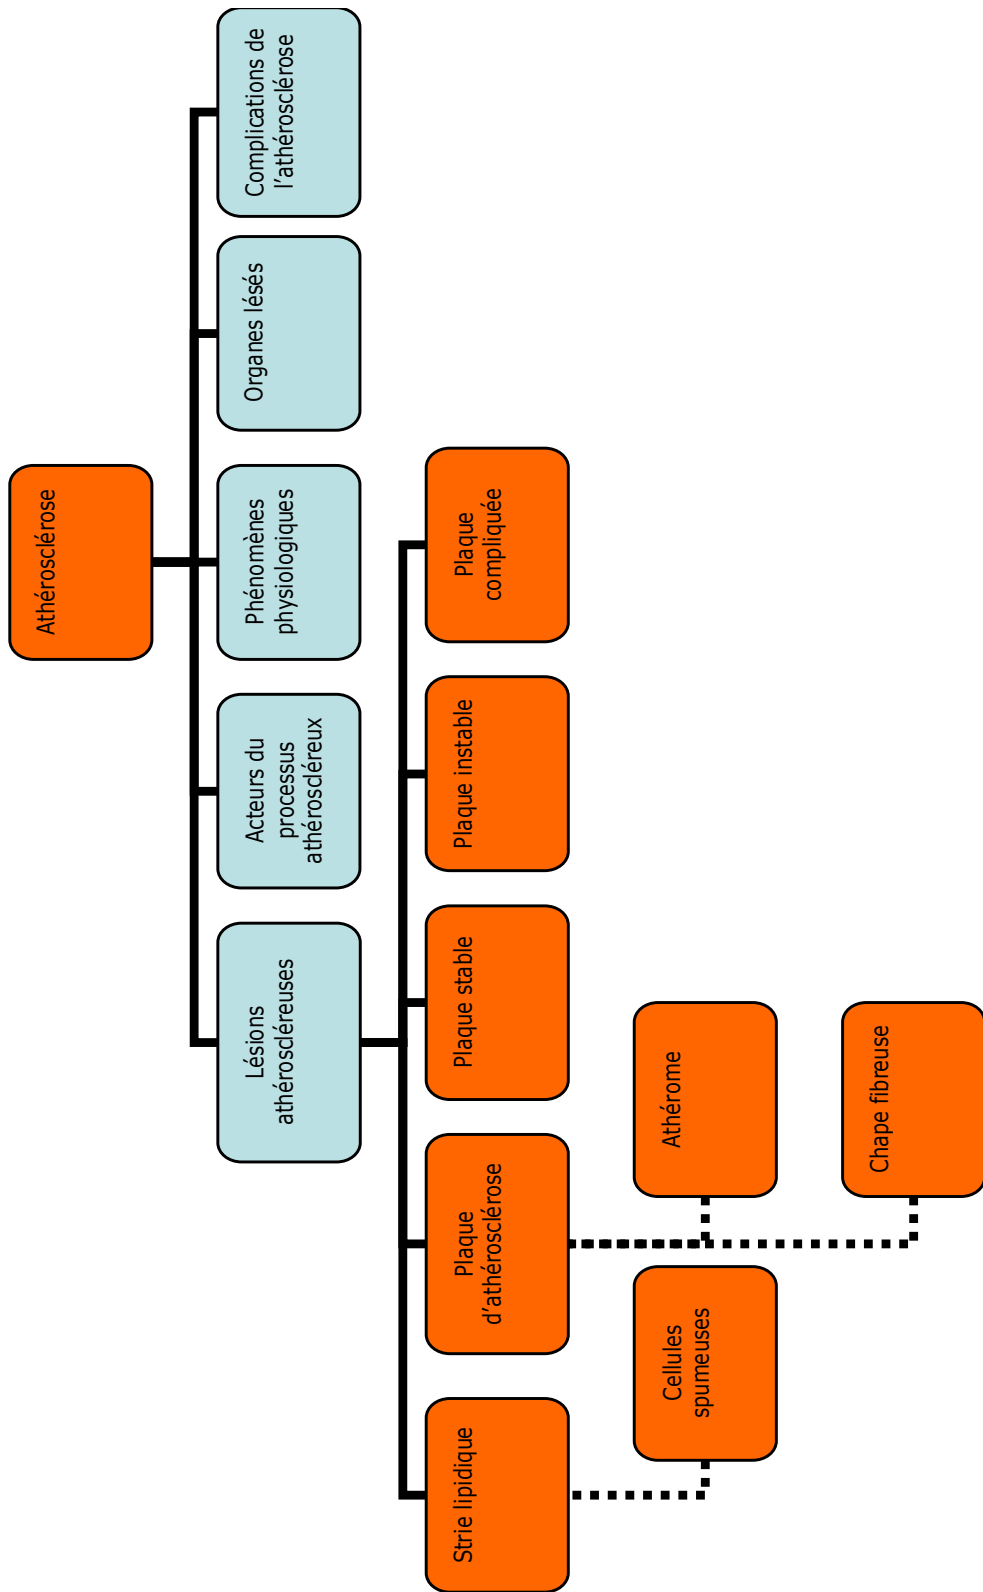 Athérosclérose
Lésions
athéroscléreuses
Acteurs du
processus
athéroscléreux
Phénomènes
physiologiques
Organes lésés
Complications de
l’athérosclérose
Strie lipidique
Plaque
d’athérosclérose
Plaque stable
Plaque instable
Plaque
compliquée
Cellules
spumeuses
Athérome
Chape fibreuse